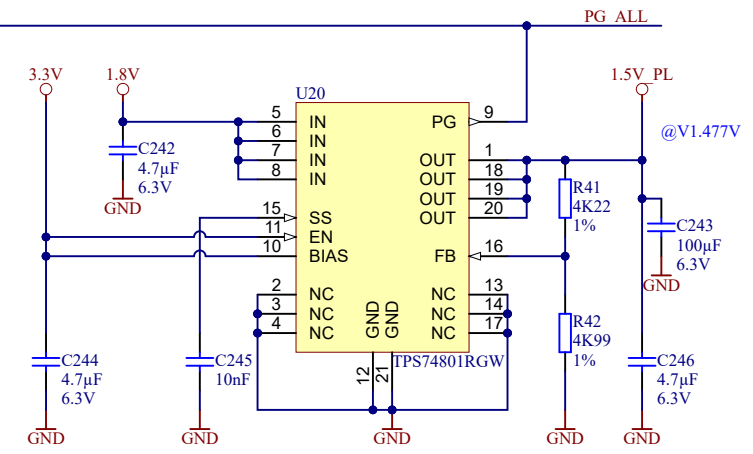 PG_ALL
3.3V
1.8V
1.5V_PL
U20
@V1.477V
5 IN
6 IN
7 IN
8 IN
PG 9
OUT 1
OUT 18
OUT 19
OUT 20
C242
4.7µF
6.3V
GND
15 SS
11 EN
10 BIAS
FB 16
R41
4K22
1%
C243
100µF
6.3V
GND
2 NC
3 NC
4 NC
NC 13
NC 14
NC 17
GND
GND
12
21
TPS74801RGW
R42
4K99
1%
C244
4.7µF
6.3V
C245
10nF
C246
4.7µF
6.3V
GND
GND
GND
GND
GND